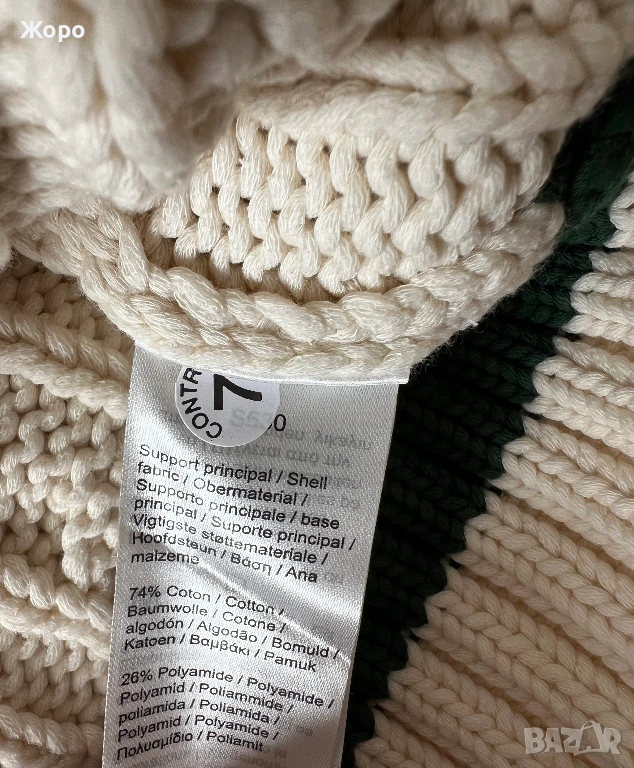 Жоро
CONTR
7
0
Support principal / Shell
fabric / Obermaterial /
Supporto principale / base
principal / Suporte principal /
Vigtigste støttemateriale /
Hoofdsteun / Βάση / Ana
malzeme
74% Coton / Cotton /
Baumwolle / Cotone /
algodón / Algodão / Bomuld /
Katoen / Βαμβάκι / Pamuk
26% Polyamide / Polyamide /
Polyamid / Poliammide /
poliamida / Poliamida /
Polyamid / Polyamide /
Πολυαμίδιο / Poliamit
BAZAR